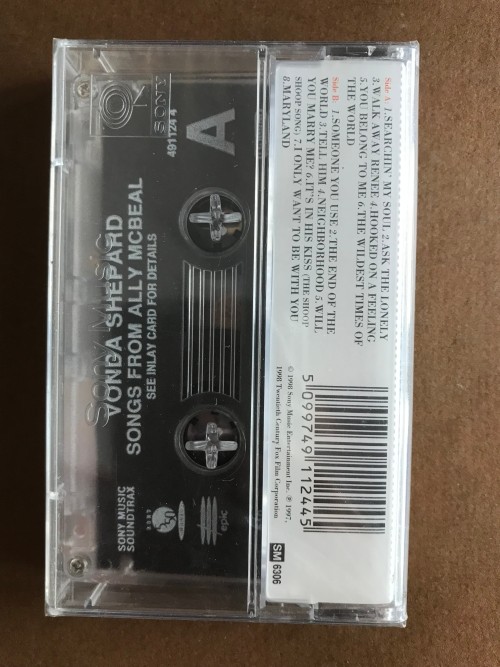 Side A: 1.SEARCHIN' MY SOUL 2.ASK THE LONELY
3.WALK AWAY RENEE 4.HOOKED ON A FEELING
5.YOU BELONG TO ME 6.THE WILDEST TIMES OF
THE WORLD
Side B: 1.SOMEONE YOU USE 2.THE END OF THE
WORLD 3.TELL HIM 4.NEIGHBORHOOD 5.WILL
YOU MARRY ME? 6.IT'S IN HIS KISS (THE SHOOP
SHOOP SONG) 7.I ONLY WANT TO BE WITH YOU
8.MARYLAND
© 1998 Sony Music Entertainment Inc. ℗ 1997,
1998 Twentieth Century Fox Film Corporation
5 099749 112445
SM 6306
SONY
491124 4
A
Sony Music
VONDA SHEPARD
SONGS FROM ALLY MCBEAL
SEE INLAY CARD FOR DETAILS
SONY MUSIC
SOUNDTRAX
epic